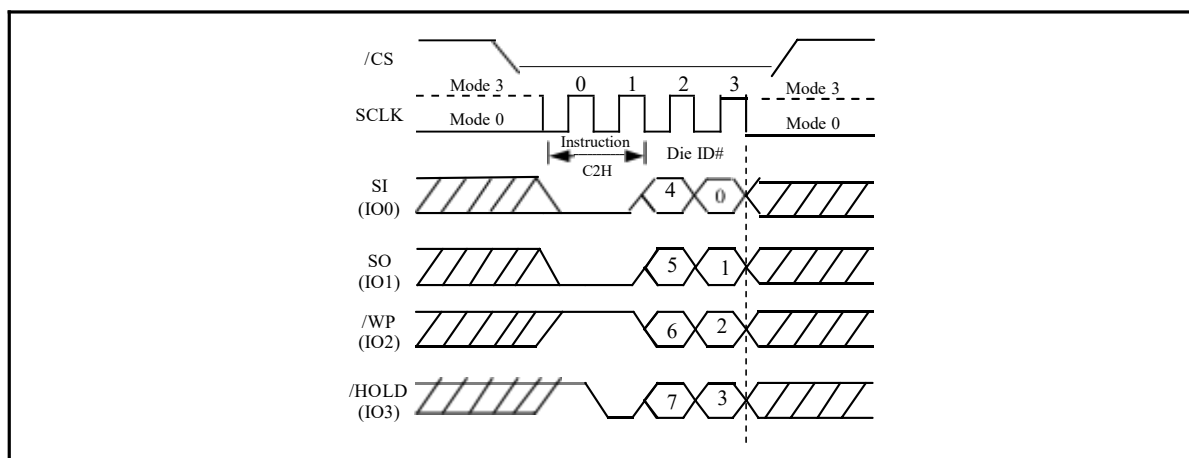 /CS
0 1 2 3
Mode 3 Mode 3
SCLK
Mode 0 Mode 0
Instruction
Die ID#
C2H
SI
(IO0)
4 0
SO
(IO1)
5 1
/WP
(IO2)
6 2
/HOLD
(IO3)
7 3